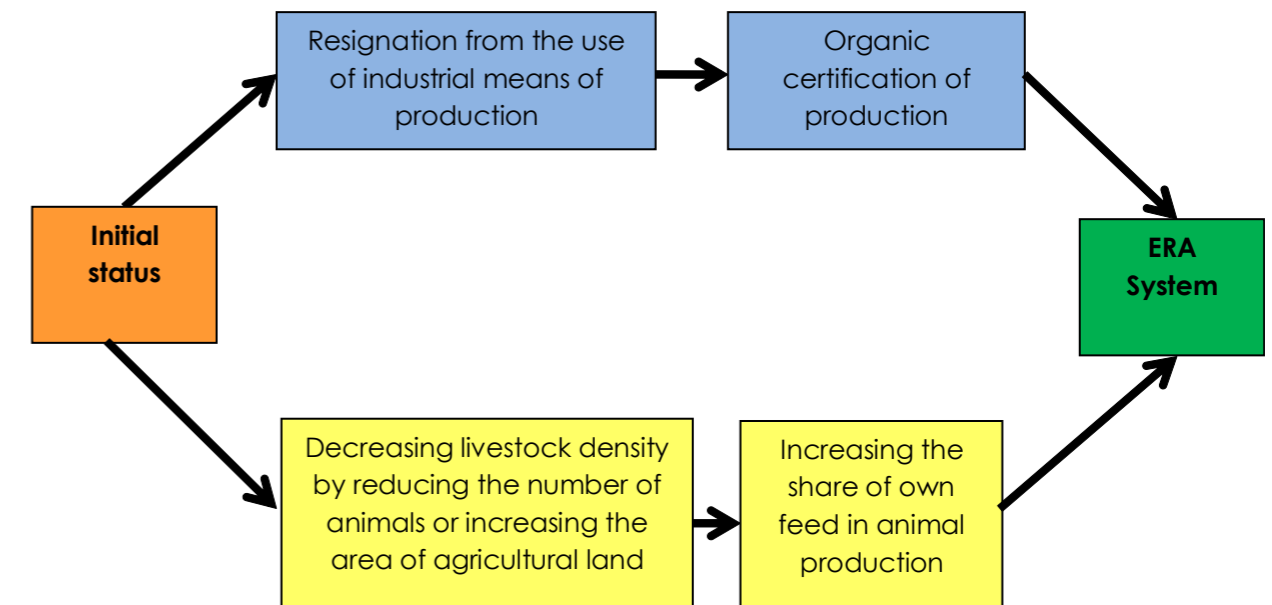 Resignation from the use
of industrial means of
production
Organic
certification of
production
Initial
status
ERA
System
Decreasing livestock density
by reducing the number of
animals or increasing the
area of agricultural land
Increasing the
share of own
feed in animal
production